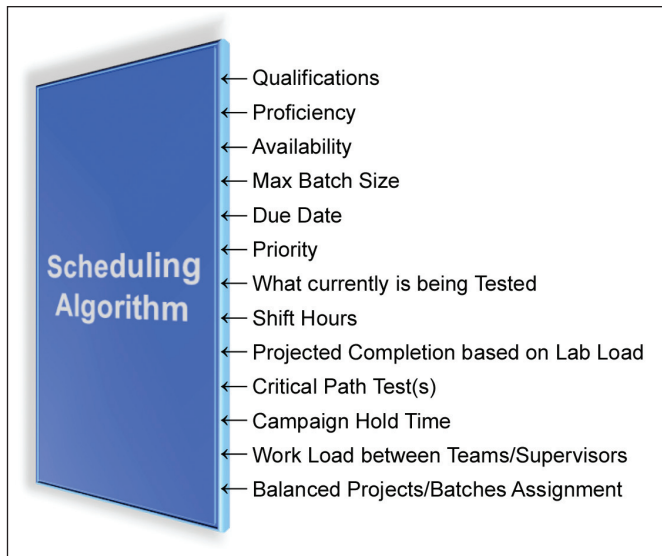 Scheduling
Algorithm
← Qualifications
← Proficiency
← Availability
← Max Batch Size
← Due Date
← Priority
← What currently is being Tested
← Shift Hours
← Projected Completion based on Lab Load
← Critical Path Test(s)
← Campaign Hold Time
← Work Load between Teams/Supervisors
← Balanced Projects/Batches Assignment